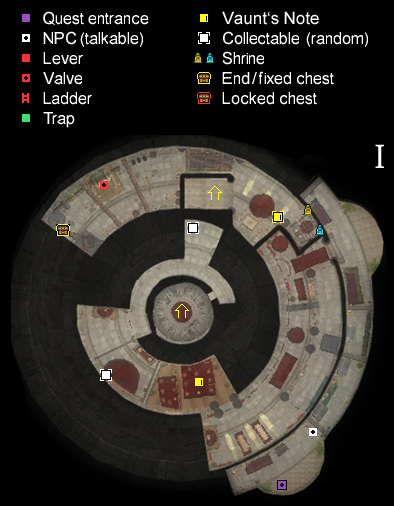 Quest entrance
NPC (talkable)
Lever
Valve
Ladder
Trap
Vaunt's Note
Collectable (random)
Shrine
End/fixed chest
Locked chest
I